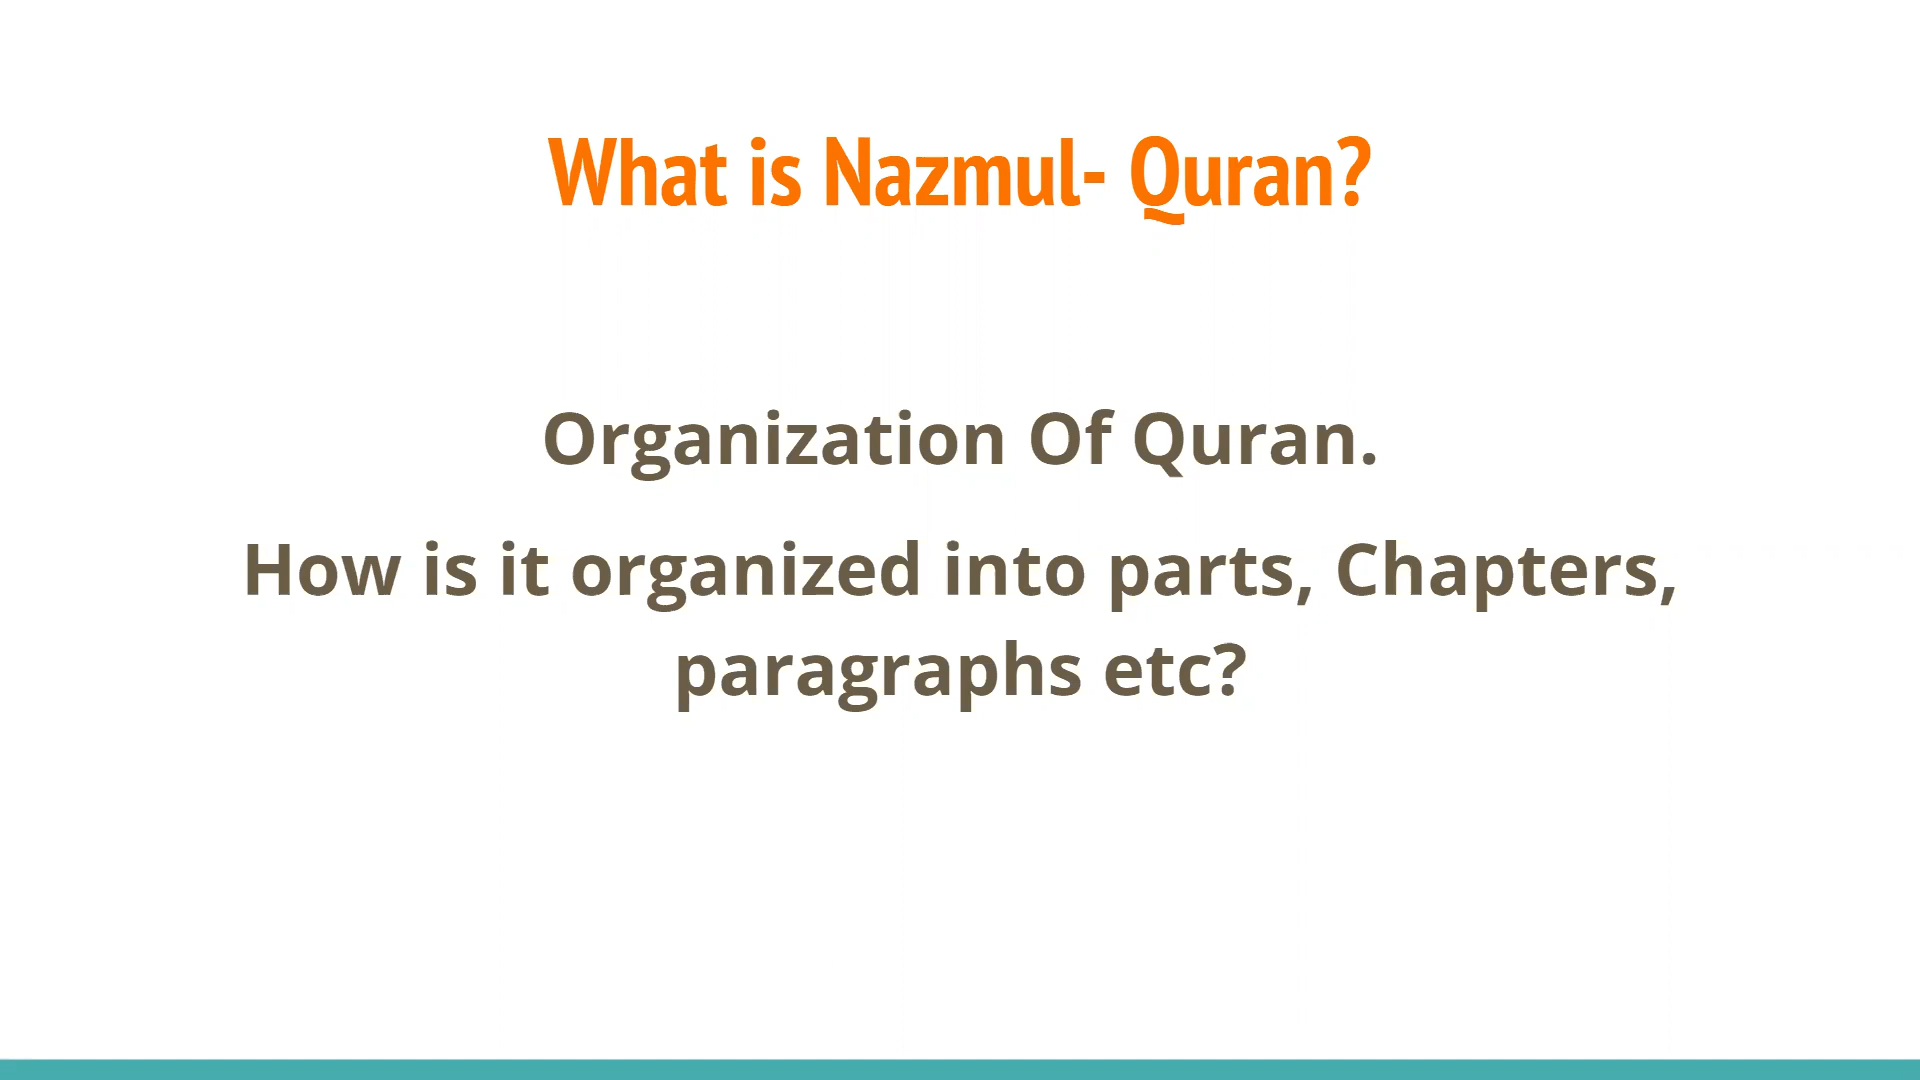 What is Nazmul- Quran?
Organization Of Quran.
How is it organized into parts, Chapters,
paragraphs etc?